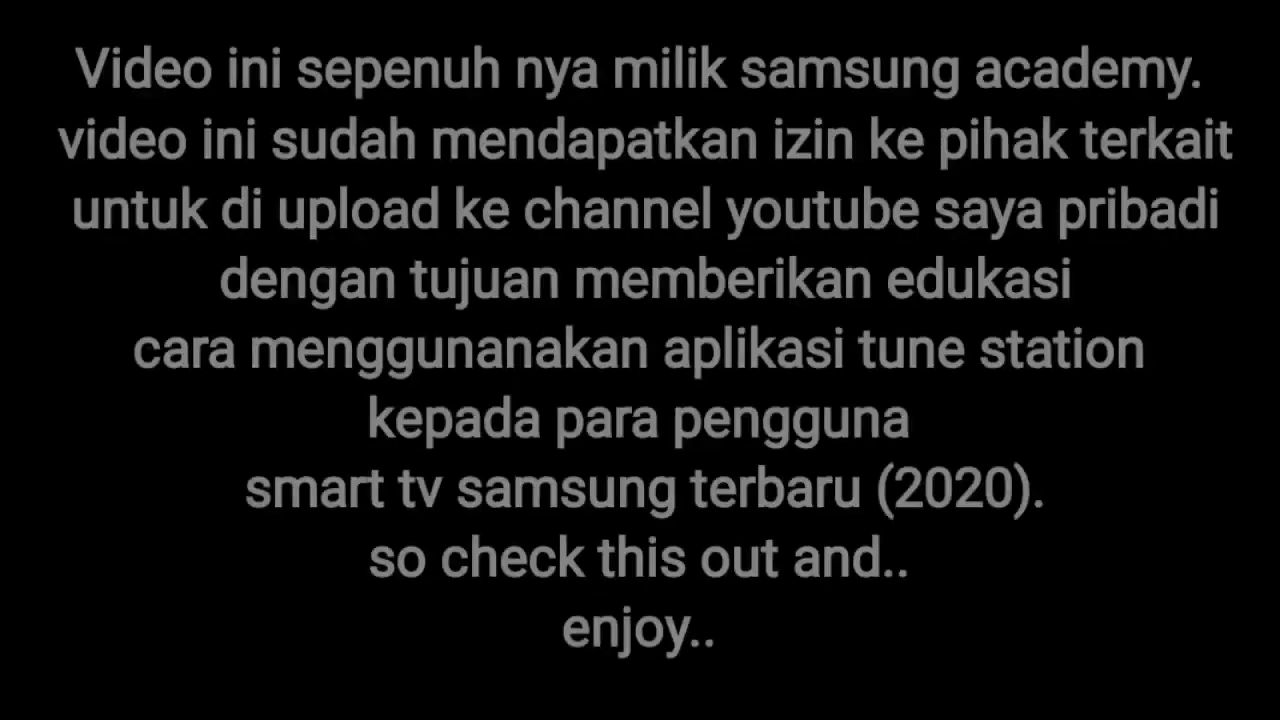 Video ini sepenuh nya milik samsung academy.
video ini sudah mendapatkan izin ke pihak terkait
untuk di upload ke channel youtube saya pribadi
dengan tujuan memberikan edukasi
cara menggunanakan aplikasi tune station
kepada para pengguna
smart tv samsung terbaru (2020).
so check this out and..
enjoy..